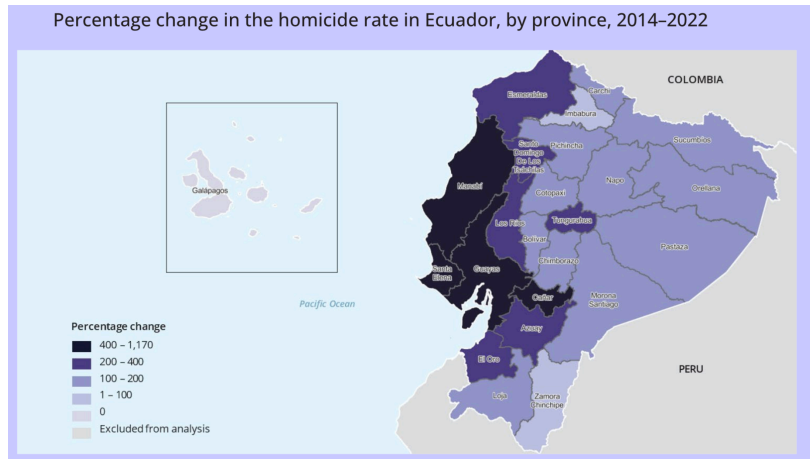 Percentage change in the homicide rate in Ecuador, by province, 2014–2022
COLOMBIA
Esmeraldas
Carchi
Imbabura
Sucumbíos
Santo
Domingo
De Los
Tsáchilas
Pichincha
Galápagos
Manabí
Cotopaxi
Napo
Orellana
Los Ríos
Tungurahua
Bolívar
Pastaza
Santa
Elena
Guayas
Chimborazo
Cañar
Morona
Santiago
Pacific Ocean
Azuay
El Oro
PERU
Loja
Zamora
Chinchipe
Percentage change
400 – 1,170
200 – 400
100 – 200
1 – 100
0
Excluded from analysis